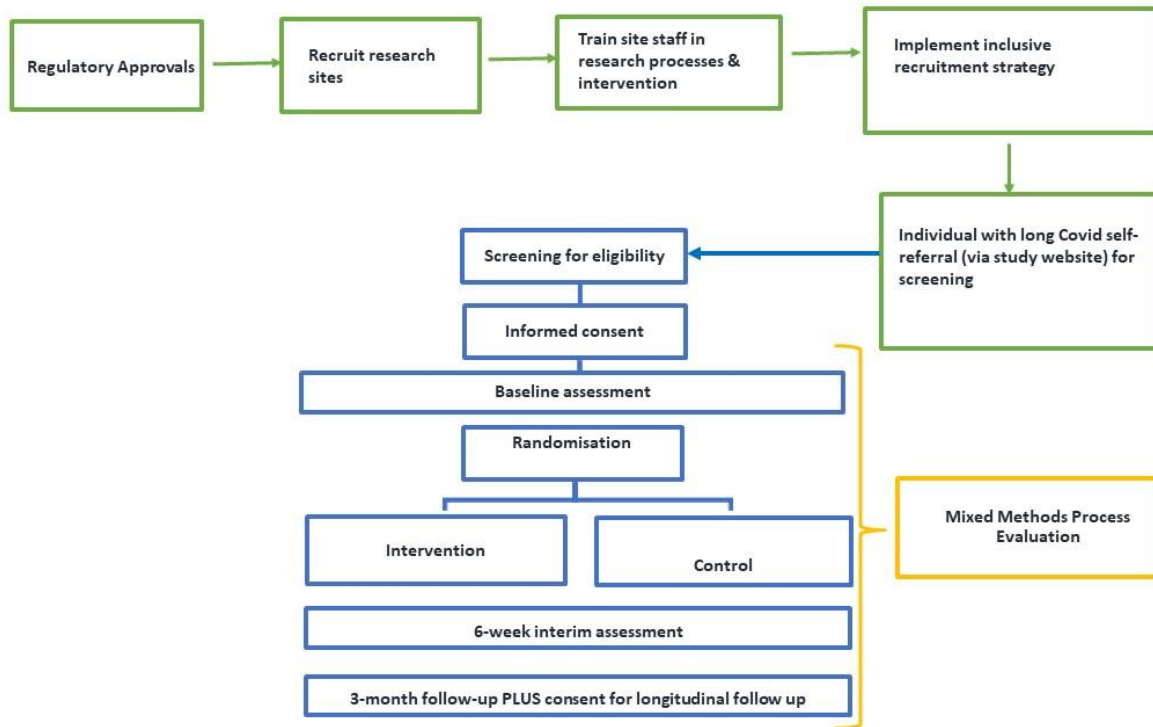 Regulatory Approvals
Recruit research
sites
Train site staff in
research processes &
intervention
Implement inclusive
recruitment strategy
Individual with long Covid self-
referral (via study website) for
screening
Screening for eligibility
Informed consent
Baseline assessment
Randomisation
Intervention
Control
6-week interim assessment
3-month follow-up PLUS consent for longitudinal follow up
Mixed Methods Process
Evaluation